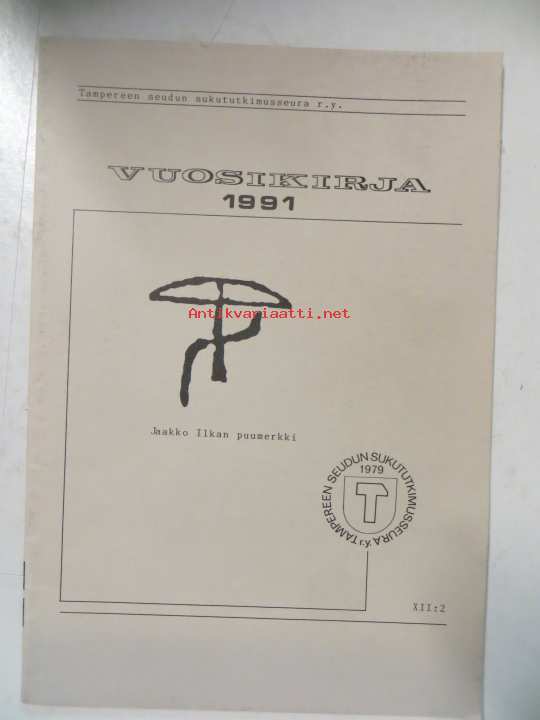 Tampereen seudun sukututkimusseura r.y.
VUOSIKIRJA
1991
Antikvariaatti.net
Jaakko Ilkan puumerkki
TAMPEREEN SEUDUN SUKUTUTKIMUSSEURA r.y.
1979
T
XII:2